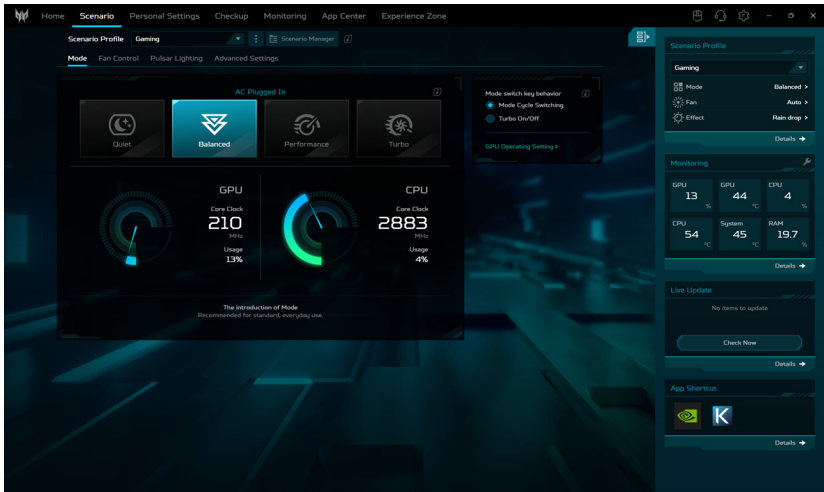 Home Scenario Personal Settings Checkup Monitoring App Center Experience Zone
Scenario Profile Gaming Scenario Manager
Mode Fan Control Pulsar Lighting Advanced Settings
AC Plugged In
Quiet Balanced Performance Turbo
GPU
Core Clock
210
MHz
Usage
13%
CPU
Core Clock
2883
MHz
Usage
4%
The introduction of Mode
Recommended for standard, everyday use.
Mode switch key behavior
Mode Cycle Switching
Turbo On/Off
GPU Operating Setting >
Scenario Profile
Gaming
Mode Balanced >
Fan Auto >
Effect Rain drop >
Details →
Monitoring
GPU 13 %
GPU 44 °C
CPU 4 %
CPU 54 °C
System 45 °C
RAM 19.7 %
Details →
Live Update
No items to update
Check Now
Details →
App Shortcut
K
Details →